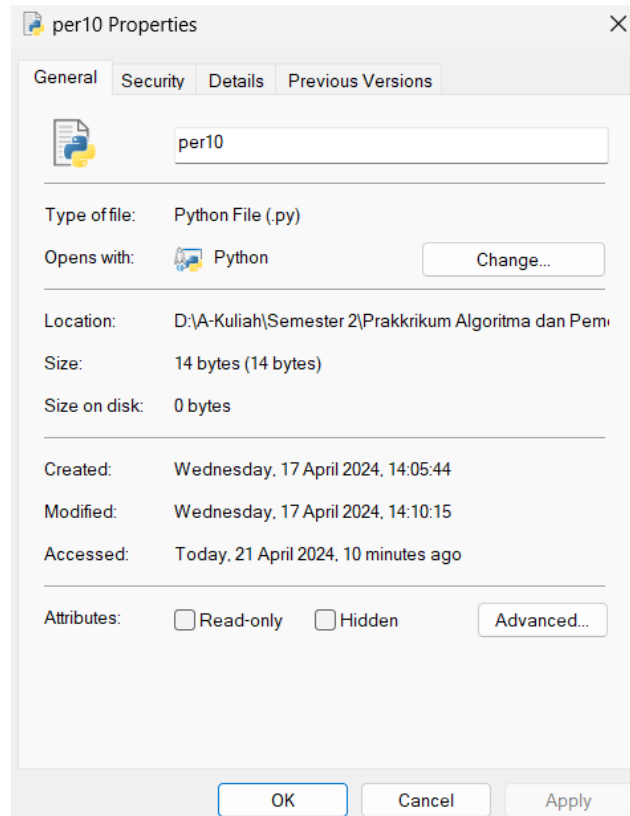 per10 Properties
General Security Details Previous Versions
per10
Type of file: Python File (.py)
Opens with: Python Change...
Location: D:\A-Kuliah\Semester 2\Prakkrikum Algoritma dan Pem
Size: 14 bytes (14 bytes)
Size on disk: 0 bytes
Created: Wednesday, 17 April 2024, 14:05:44
Modified: Wednesday, 17 April 2024, 14:10:15
Accessed: Today, 21 April 2024, 10 minutes ago
Attributes: Read-only Hidden Advanced...
OK Cancel Apply